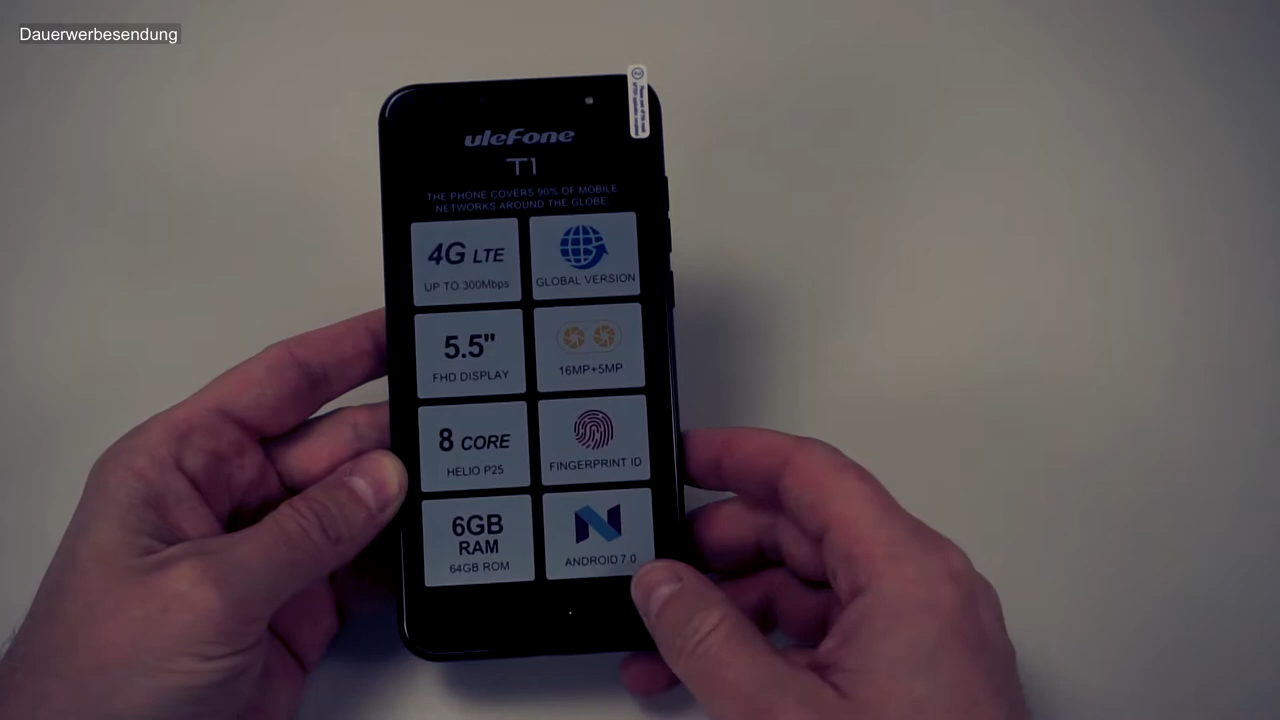 Dauerwerbesendung
uleFone
T1
THE PHONE COVERS 90% OF MOBILE
NETWORKS AROUND THE GLOBE
4G LTE
UP TO 300Mbps
GLOBAL VERSION
5.5"
FHD DISPLAY
16MP+5MP
8 CORE
HELIO P25
FINGERPRINT ID
6GB
RAM
64GB ROM
ANDROID 7.0